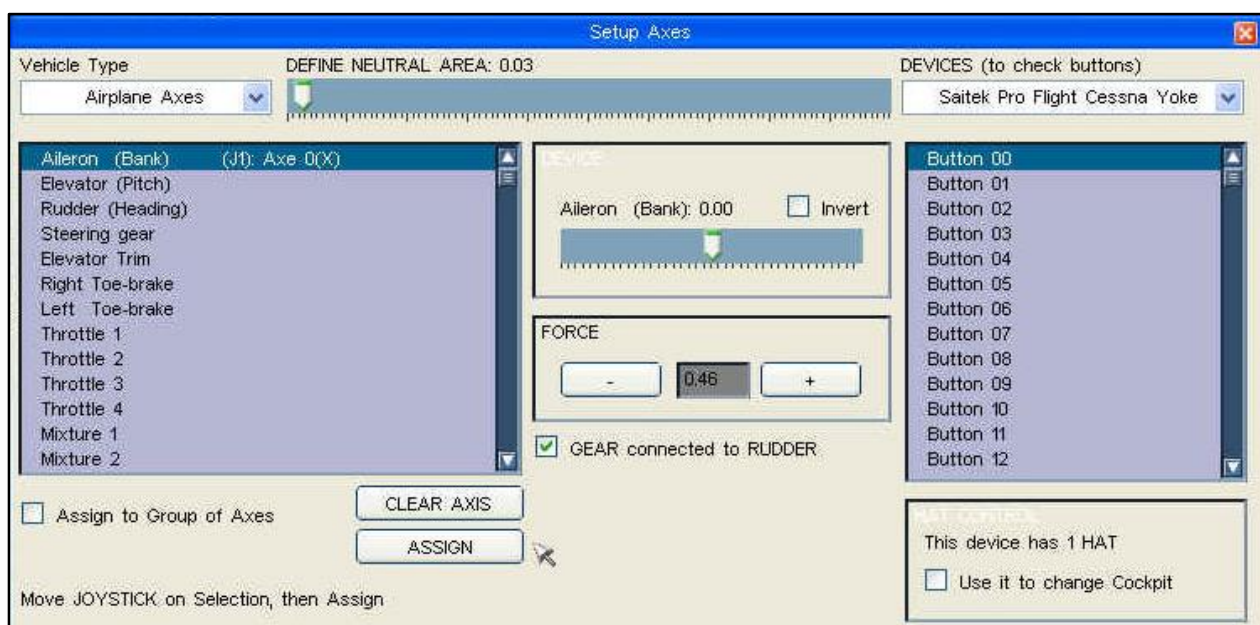 Setup Axes
Vehicle Type
Airplane Axes
DEFINE NEUTRAL AREA: 0.03
DEVICES (to check buttons)
Saitek Pro Flight Cessna Yoke
Aileron (Bank) (J1): Axe 0(X)
Elevator (Pitch)
Rudder (Heading)
Steering gear
Elevator Trim
Right Toe-brake
Left Toe-brake
Throttle 1
Throttle 2
Throttle 3
Throttle 4
Mixture 1
Mixture 2
Assign to Group of Axes
CLEAR AXIS
ASSIGN
Move JOYSTICK on Selection, then Assign
DEVICE
Aileron (Bank): 0.00
Invert
FORCE
-
0.46
+
GEAR connected to RUDDER
Button 00
Button 01
Button 02
Button 03
Button 04
Button 05
Button 06
Button 07
Button 08
Button 09
Button 10
Button 11
Button 12
HAT CONTROL
This device has 1 HAT
Use it to change Cockpit